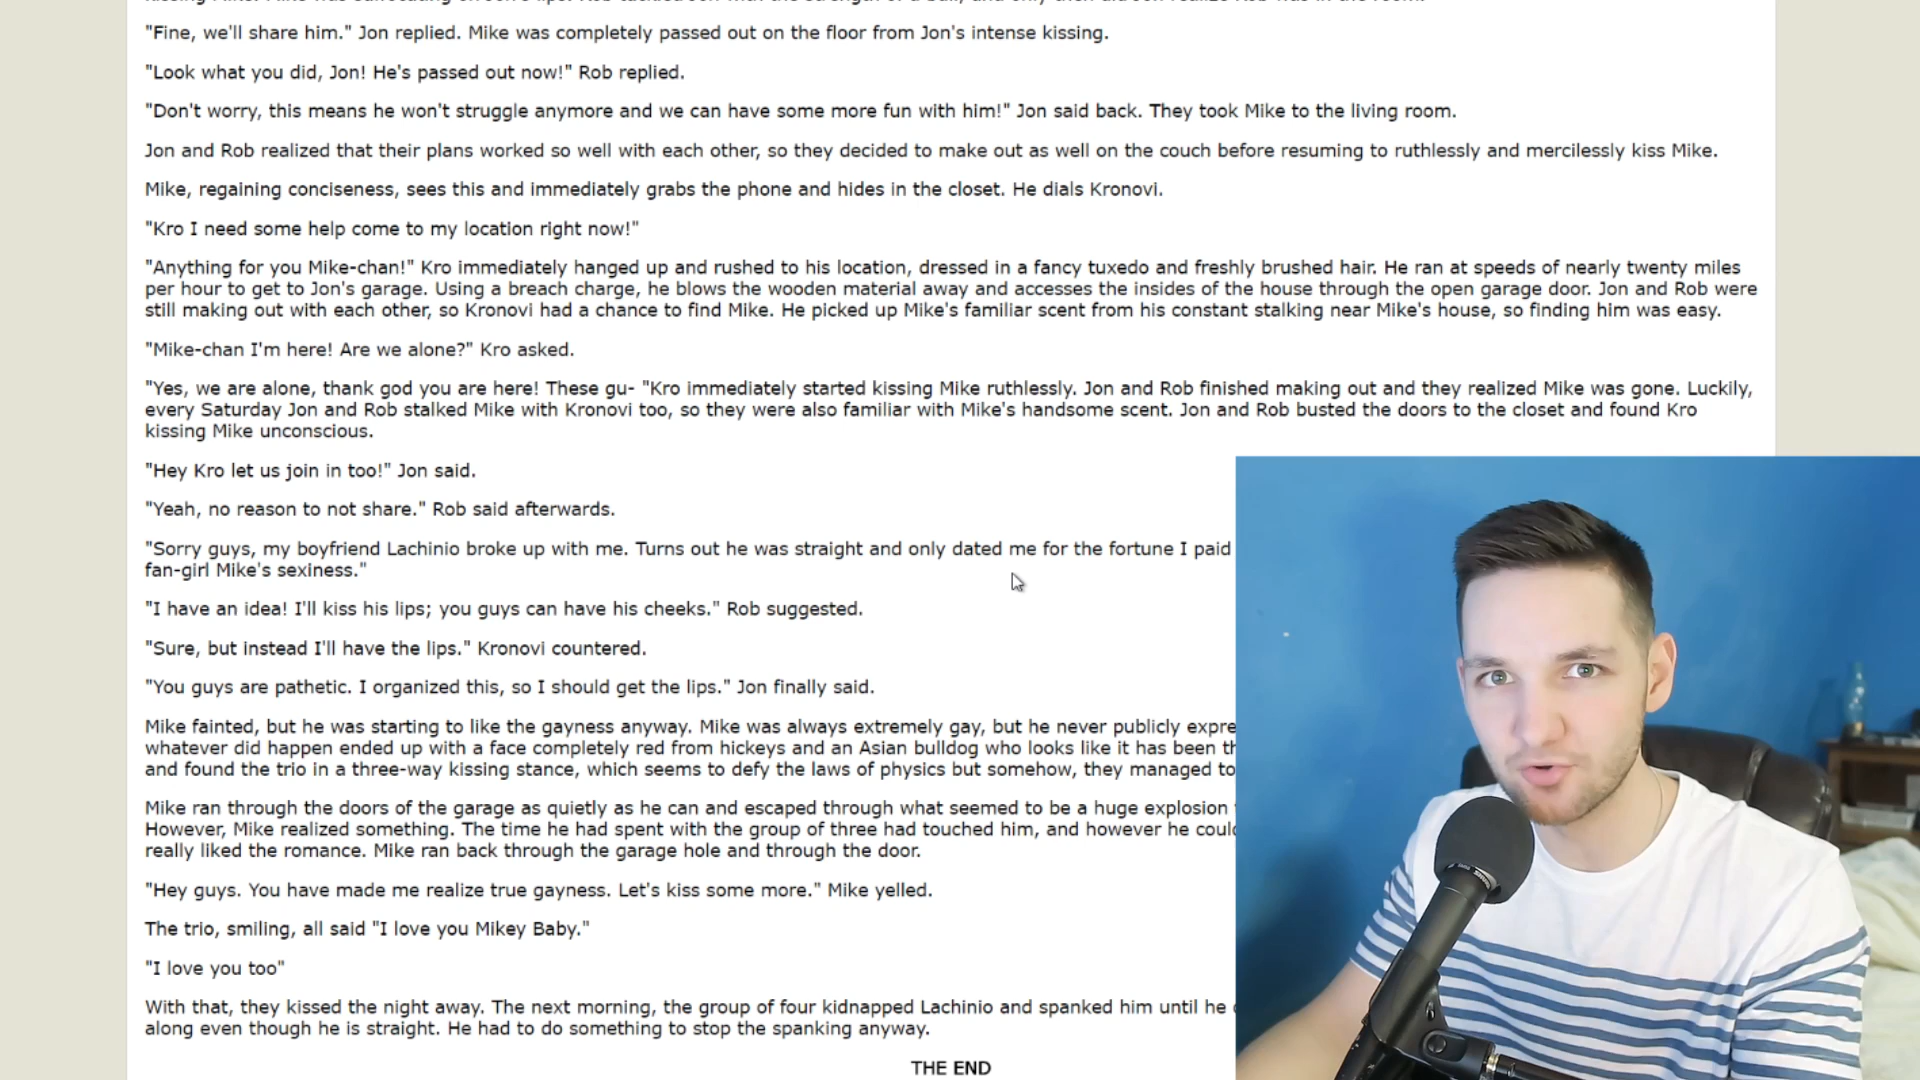 "Fine, we'll share him." Jon replied. Mike was completely passed out on the floor from Jon's intense kissing.
"Look what you did, Jon! He's passed out now!" Rob replied.
"Don't worry, this means he won't struggle anymore and we can have some more fun with him!" Jon said back. They took Mike to the living room.
Jon and Rob realized that their plans worked so well with each other, so they decided to make out as well on the couch before resuming to ruthlessly and mercilessly kiss Mike.
Mike, regaining conciseness, sees this and immediately grabs the phone and hides in the closet. He dials Kronovi.
"Kro I need some help come to my location right now!"
"Anything for you Mike-chan!" Kro immediately hanged up and rushed to his location, dressed in a fancy tuxedo and freshly brushed hair. He ran at speeds of nearly twenty miles
per hour to get to Jon's garage. Using a breach charge, he blows the wooden material away and accesses the insides of the house through the open garage door. Jon and Rob were
still making out with each other, so Kronovi had a chance to find Mike. He picked up Mike's familiar scent from his constant stalking near Mike's house, so finding him was easy.
"Mike-chan I'm here! Are we alone?" Kro asked.
"Yes, we are alone, thank god you are here! These gu- "Kro immediately started kissing Mike ruthlessly. Jon and Rob finished making out and they realized Mike was gone. Luckily,
every Saturday Jon and Rob stalked Mike with Kronovi too, so they were also familiar with Mike's handsome scent. Jon and Rob busted the doors to the closet and found Kro
kissing Mike unconscious.
"Hey Kro let us join in too!" Jon said.
"Yeah, no reason to not share." Rob said afterwards.
"Sorry guys, my boyfriend Lachinio broke up with me. Turns out he was straight and only dated me for the fortune I paid
fan-girl Mike's sexiness."
"I have an idea! I'll kiss his lips; you guys can have his cheeks." Rob suggested.
"Sure, but instead I'll have the lips." Kronovi countered.
"You guys are pathetic. I organized this, so I should get the lips." Jon finally said.
Mike fainted, but he was starting to like the gayness anyway. Mike was always extremely gay, but he never publicly expre
whatever did happen ended up with a face completely red from hickeys and an Asian bulldog who looks like it has been th
and found the trio in a three-way kissing stance, which seems to defy the laws of physics but somehow, they managed to
Mike ran through the doors of the garage as quietly as he can and escaped through what seemed to be a huge explosion
However, Mike realized something. The time he had spent with the group of three had touched him, and however he coul
really liked the romance. Mike ran back through the garage hole and through the door.
"Hey guys. You have made me realize true gayness. Let's kiss some more." Mike yelled.
The trio, smiling, all said "I love you Mikey Baby."
"I love you too"
With that, they kissed the night away. The next morning, the group of four kidnapped Lachinio and spanked him until he
along even though he is straight. He had to do something to stop the spanking anyway.
THE END